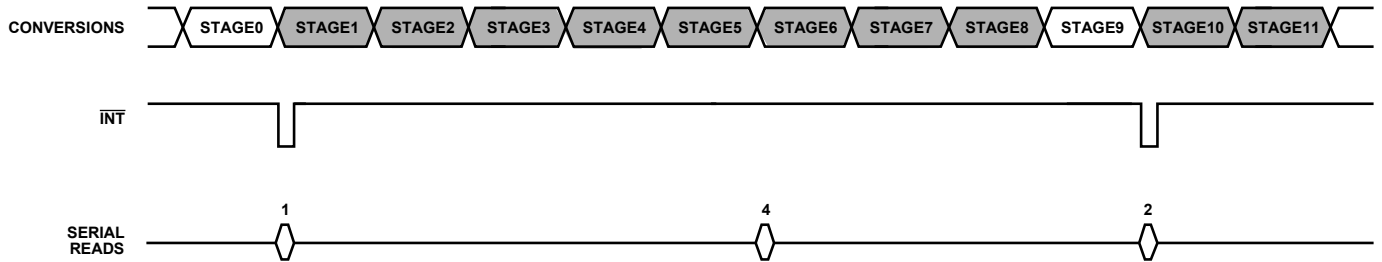 CONVERSIONS STAGE0 STAGE1 STAGE2 STAGE3 STAGE4 STAGE5 STAGE6 STAGE7 STAGE8 STAGE9 STAGE10 STAGE11
INT
1 4 2
SERIAL
READS